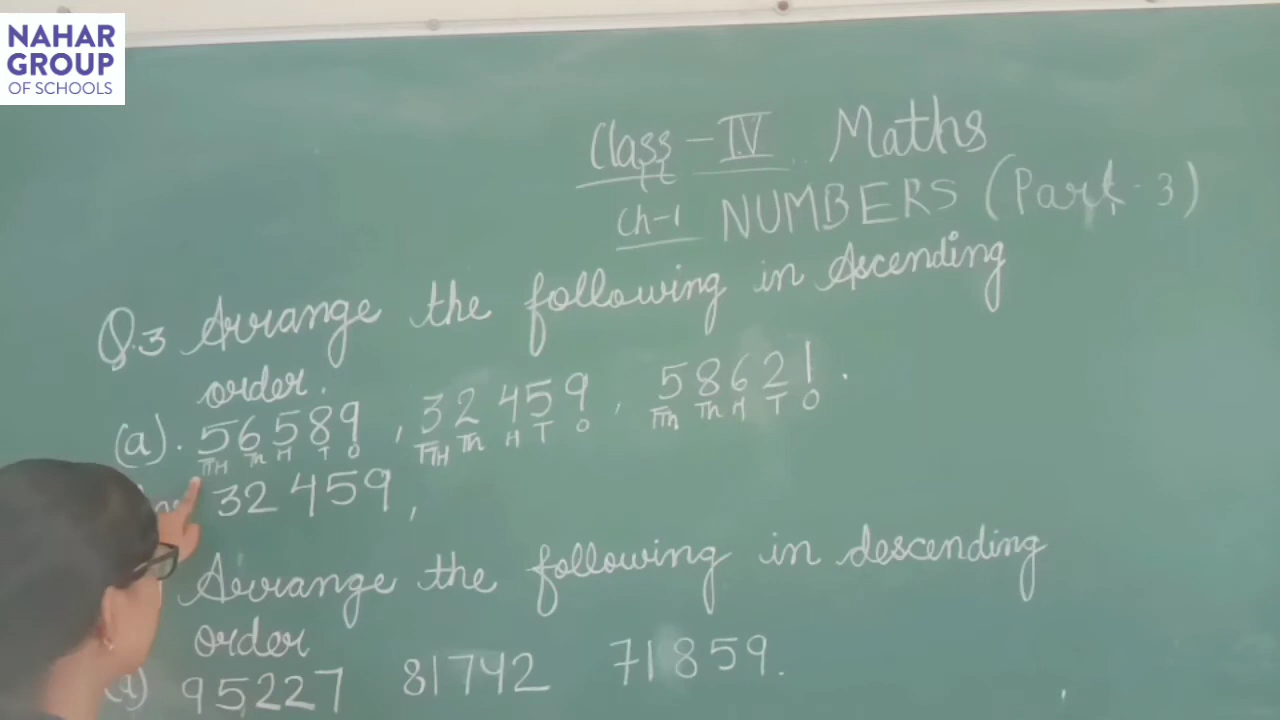 NAHAR
GROUP
OF SCHOOLS
Class - IV Maths
Ch-1 NUMBERS (Part - 3)
Q.3 Arrange the following in Ascending
order.
(a). 56589, 32459, 58621.
TTH Th H T O TTH Th H T O TTh Th H T O
32459,
Arrange the following in descending
order
95227 81742 71859.